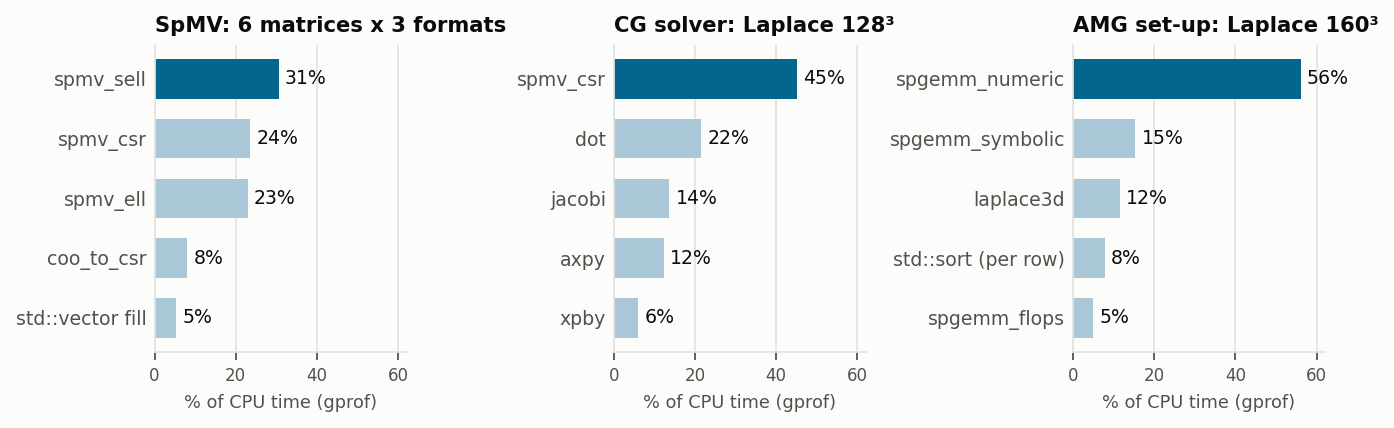 SpMV: 6 matrices x 3 formats
spmv_sell 31%
spmv_csr 24%
spmv_ell 23%
coo_to_csr 8%
std::vector fill 5%
0 20 40 60
% of CPU time (gprof)
CG solver: Laplace 128³
spmv_csr 45%
dot 22%
jacobi 14%
axpy 12%
xpby 6%
0 20 40 60
% of CPU time (gprof)
AMG set-up: Laplace 160³
spgemm_numeric 56%
spgemm_symbolic 15%
laplace3d 12%
std::sort (per row) 8%
spgemm_flops 5%
0 20 40 60
% of CPU time (gprof)